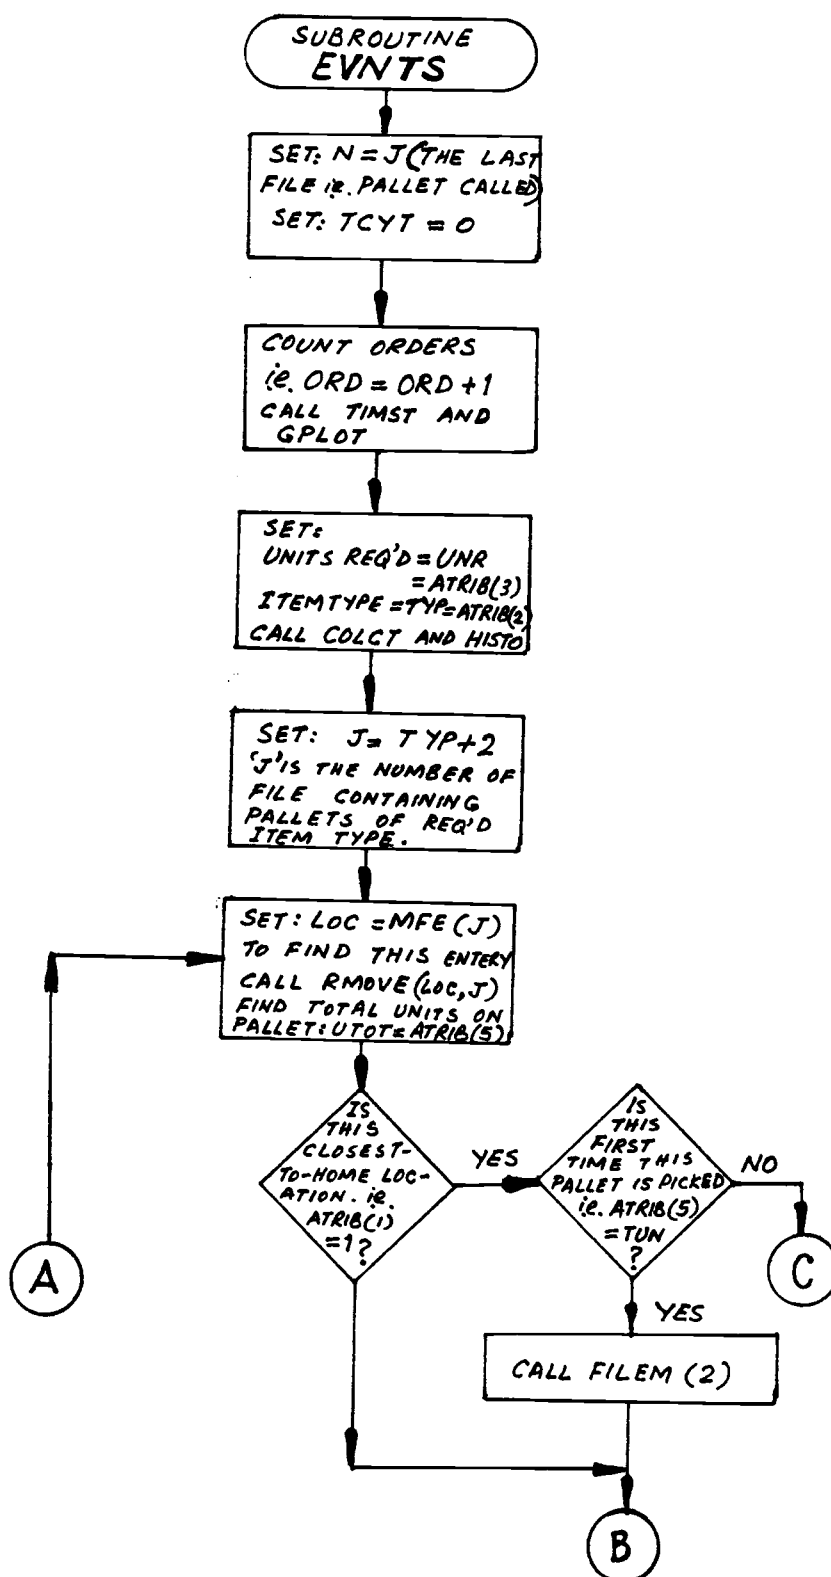 SUBROUTINE
EVNTS
SET: N = J (THE LAST
FILE ie. PALLET CALLED)
SET: TCYT = 0
COUNT ORDERS
ie. ORD = ORD + 1
CALL TIMST AND
GPLOT
SET:
UNITS REQ'D = UNR
= ATRIB(3)
ITEMTYPE = TYP = ATRIB(2)
CALL COLCT AND HISTO
SET: J = TYP+2
'J' IS THE NUMBER OF
FILE CONTAINING
PALLETS OF REQ'D
ITEM TYPE.
SET: LOC = MFE (J)
TO FIND THIS ENTERY
CALL RMOVE (LOC, J)
FIND TOTAL UNITS ON
PALLET: UTOT = ATRIB(5)
IS
THIS
CLOSEST-
TO-HOME LOC-
ATION. ie.
ATRIB(1)
=1?
YES
IS
THIS
FIRST
TIME THIS
PALLET IS PICKED
i.e. ATRIB(5)
= TUN
?
NO
A
C
YES
CALL FILEM (2)
B